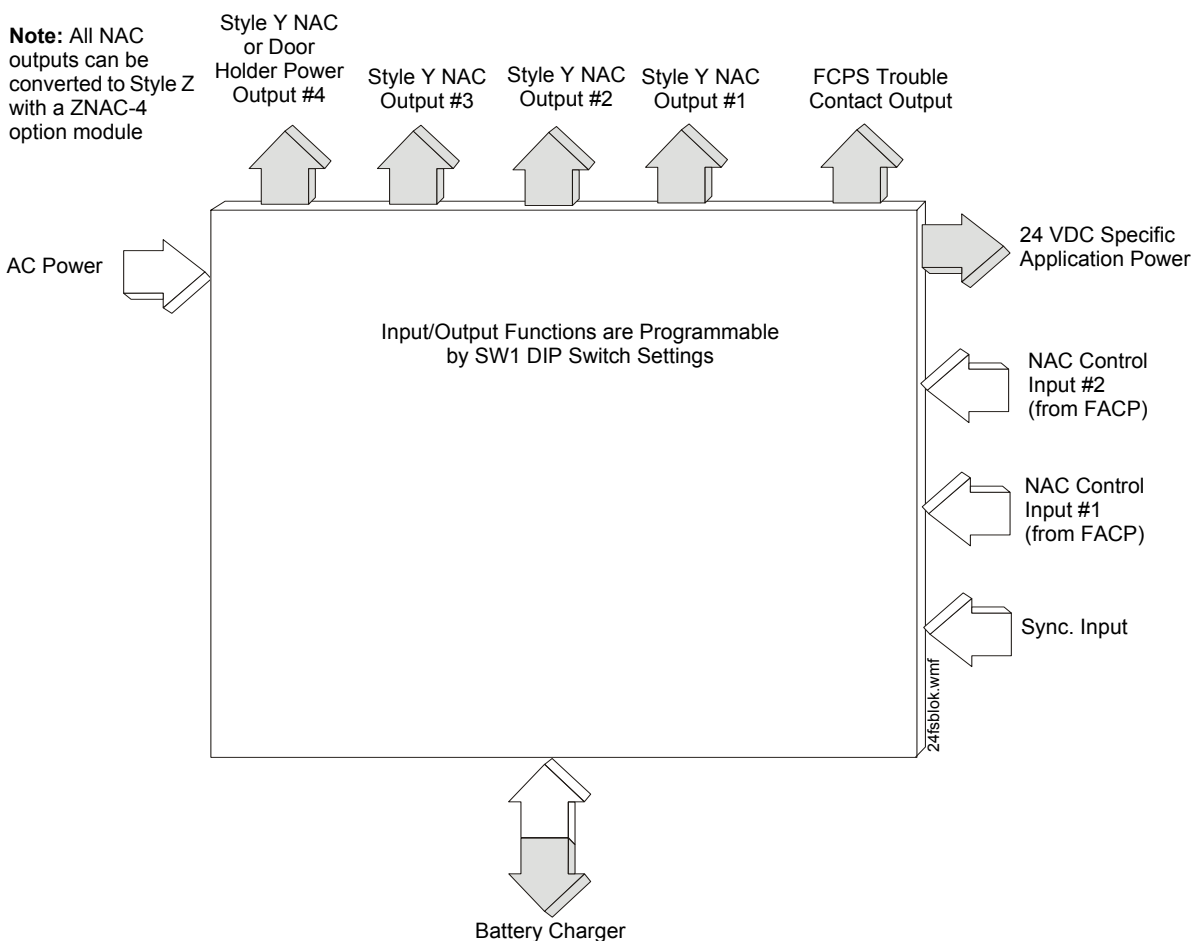 Note: All NAC
outputs can be
converted to Style Z
with a ZNAC-4
option module
Style Y NAC
or Door
Holder Power
Output #4
Style Y NAC
Output #3
Style Y NAC
Output #2
Style Y NAC
Output #1
FCPS Trouble
Contact Output
AC Power
24 VDC Specific
Application Power
Input/Output Functions are Programmable
by SW1 DIP Switch Settings
NAC Control
Input #2
(from FACP)
NAC Control
Input #1
(from FACP)
Sync. Input
24fsblok.wmf
Battery Charger